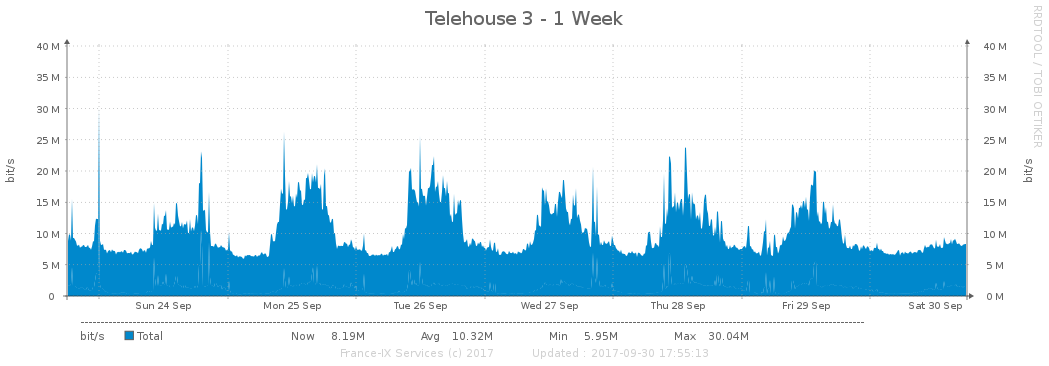 Telehouse 3 - 1 Week
RRDTOOL / TOBI OETIKER
40 M 40 M
35 M 35 M
30 M 30 M
25 M 25 M
20 M 20 M
15 M 15 M
10 M 10 M
5 M 5 M
0 0 M
bit/s bit/s
Sun 24 Sep Mon 25 Sep Tue 26 Sep Wed 27 Sep Thu 28 Sep Fri 29 Sep Sat 30 Sep
bit/s Total Now 8.19M Avg 10.32M Min 5.95M Max 30.04M
France-IX Services (c) 2017 Updated : 2017-09-30 17:55:13